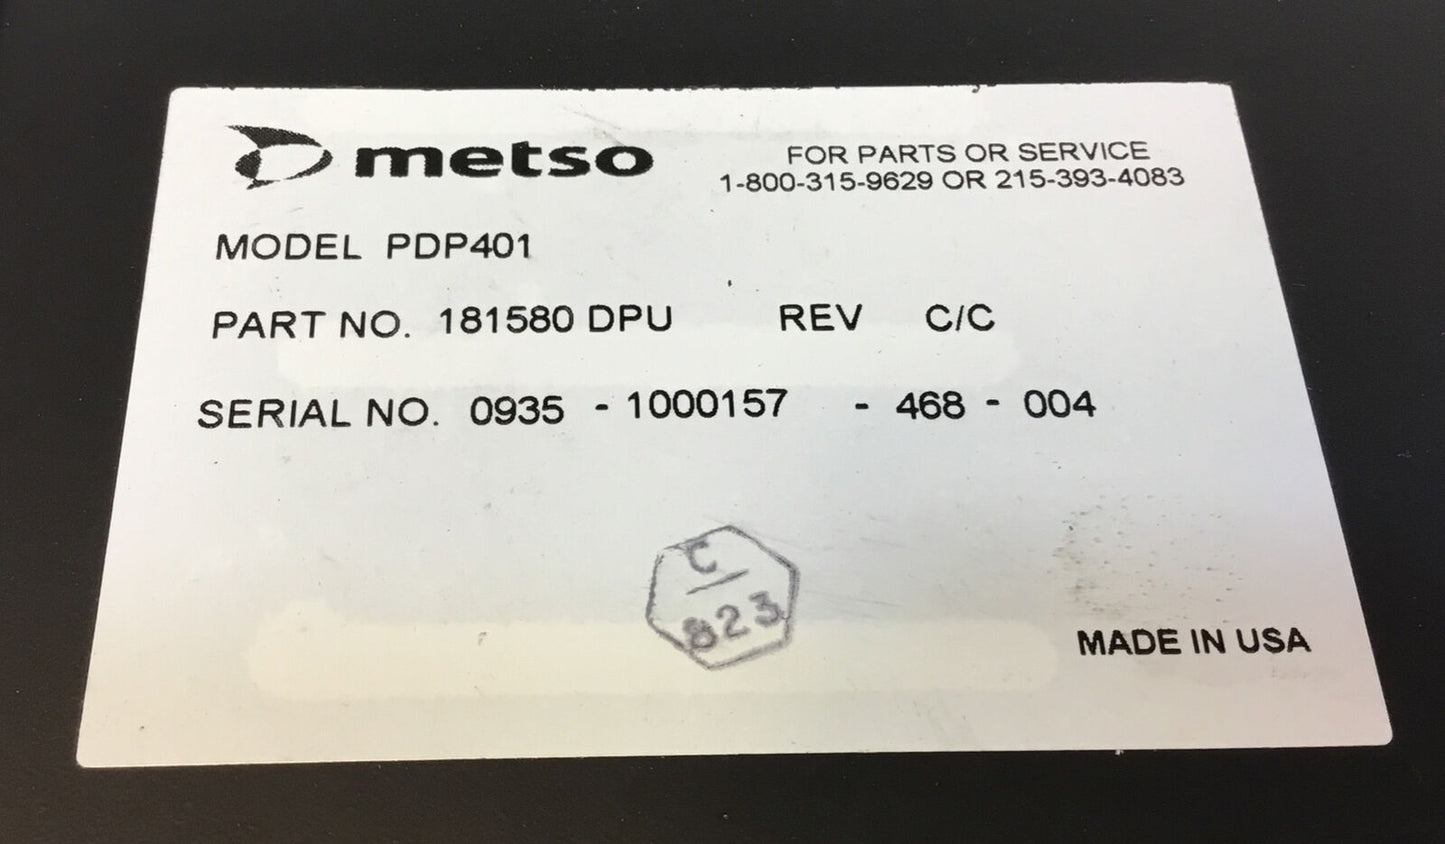 metso
FOR PARTS OR SERVICE
1-800-315-9629 OR 215-393-4083
MODEL PDP401
PART NO. 181580 DPU REV C/C
SERIAL NO. 0935 - 1000157 - 468 - 004
C
823
MADE IN USA